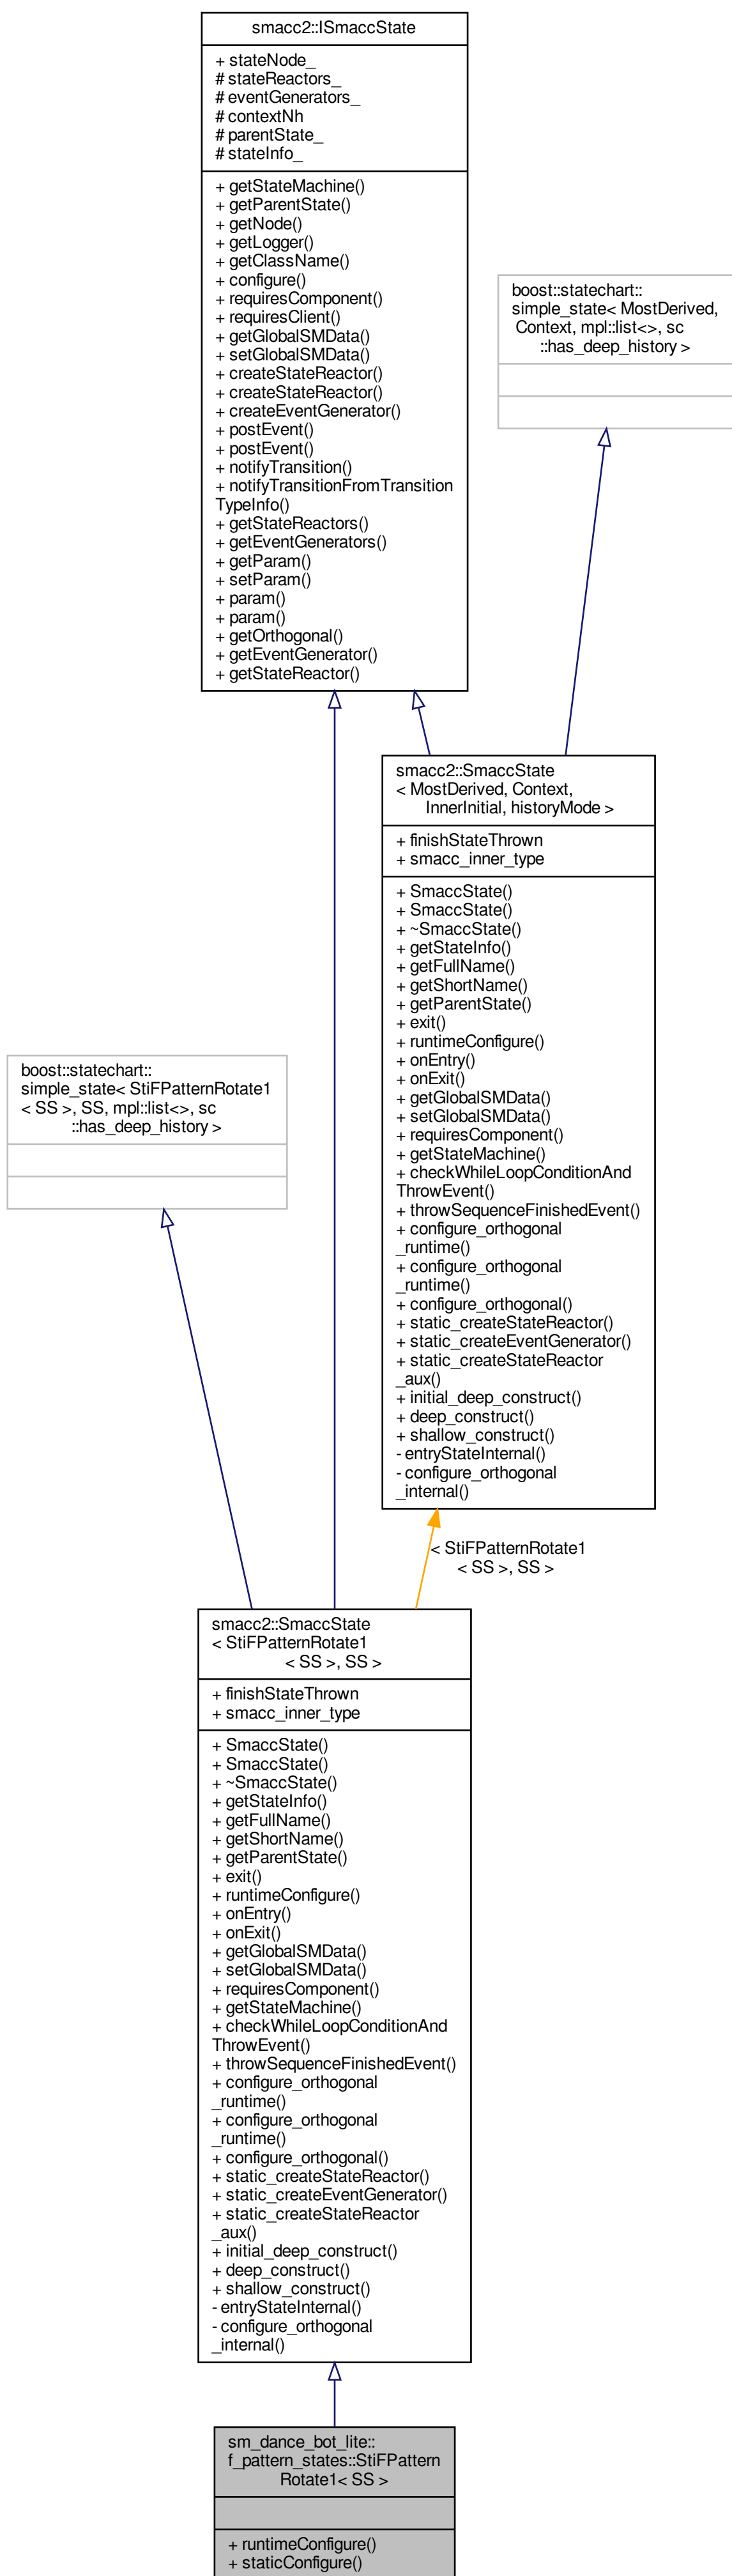 smacc2::ISmaccState
+ stateNode_
# stateReactors_
# eventGenerators_
# contextNh
# parentState_
# stateInfo_
+ getStateMachine()
+ getParentState()
+ getNode()
+ getLogger()
+ getClassName()
+ configure()
+ requiresComponent()
+ requiresClient()
+ getGlobalSMData()
+ setGlobalSMData()
+ createStateReactor()
+ createStateReactor()
+ createEventGenerator()
+ postEvent()
+ postEvent()
+ notifyTransition()
+ notifyTransitionFromTransition
TypeInfo()
+ getStateReactors()
+ getEventGenerators()
+ getParam()
+ setParam()
+ param()
+ param()
+ getOrthogonal()
+ getEventGenerator()
+ getStateReactor()
boost::statechart::
simple_state< MostDerived,
Context, mpl::list<>, sc
::has_deep_history >
smacc2::SmaccState
< MostDerived, Context,
InnerInitial, historyMode >
+ finishStateThrown
+ smacc_inner_type
+ SmaccState()
+ SmaccState()
+ ~SmaccState()
+ getStateInfo()
+ getFullName()
+ getShortName()
+ getParentState()
+ exit()
+ runtimeConfigure()
+ onEntry()
+ onExit()
+ getGlobalSMData()
+ setGlobalSMData()
+ requiresComponent()
+ getStateMachine()
+ checkWhileLoopConditionAnd
ThrowEvent()
+ throwSequenceFinishedEvent()
+ configure_orthogonal
_runtime()
+ configure_orthogonal
_runtime()
+ configure_orthogonal()
+ static_createStateReactor()
+ static_createEventGenerator()
+ static_createStateReactor
_aux()
+ initial_deep_construct()
+ deep_construct()
+ shallow_construct()
- entryStateInternal()
- configure_orthogonal
_internal()
boost::statechart::
simple_state< StiFPatternRotate1
< SS >, SS, mpl::list<>, sc
::has_deep_history >
< StiFPatternRotate1
< SS >, SS >
smacc2::SmaccState
< StiFPatternRotate1
< SS >, SS >
+ finishStateThrown
+ smacc_inner_type
+ SmaccState()
+ SmaccState()
+ ~SmaccState()
+ getStateInfo()
+ getFullName()
+ getShortName()
+ getParentState()
+ exit()
+ runtimeConfigure()
+ onEntry()
+ onExit()
+ getGlobalSMData()
+ setGlobalSMData()
+ requiresComponent()
+ getStateMachine()
+ checkWhileLoopConditionAnd
ThrowEvent()
+ throwSequenceFinishedEvent()
+ configure_orthogonal
_runtime()
+ configure_orthogonal
_runtime()
+ configure_orthogonal()
+ static_createStateReactor()
+ static_createEventGenerator()
+ static_createStateReactor
_aux()
+ initial_deep_construct()
+ deep_construct()
+ shallow_construct()
- entryStateInternal()
- configure_orthogonal
_internal()
sm_dance_bot_lite::
f_pattern_states::StiFPattern
Rotate1< SS >
+ runtimeConfigure()
+ staticConfigure()